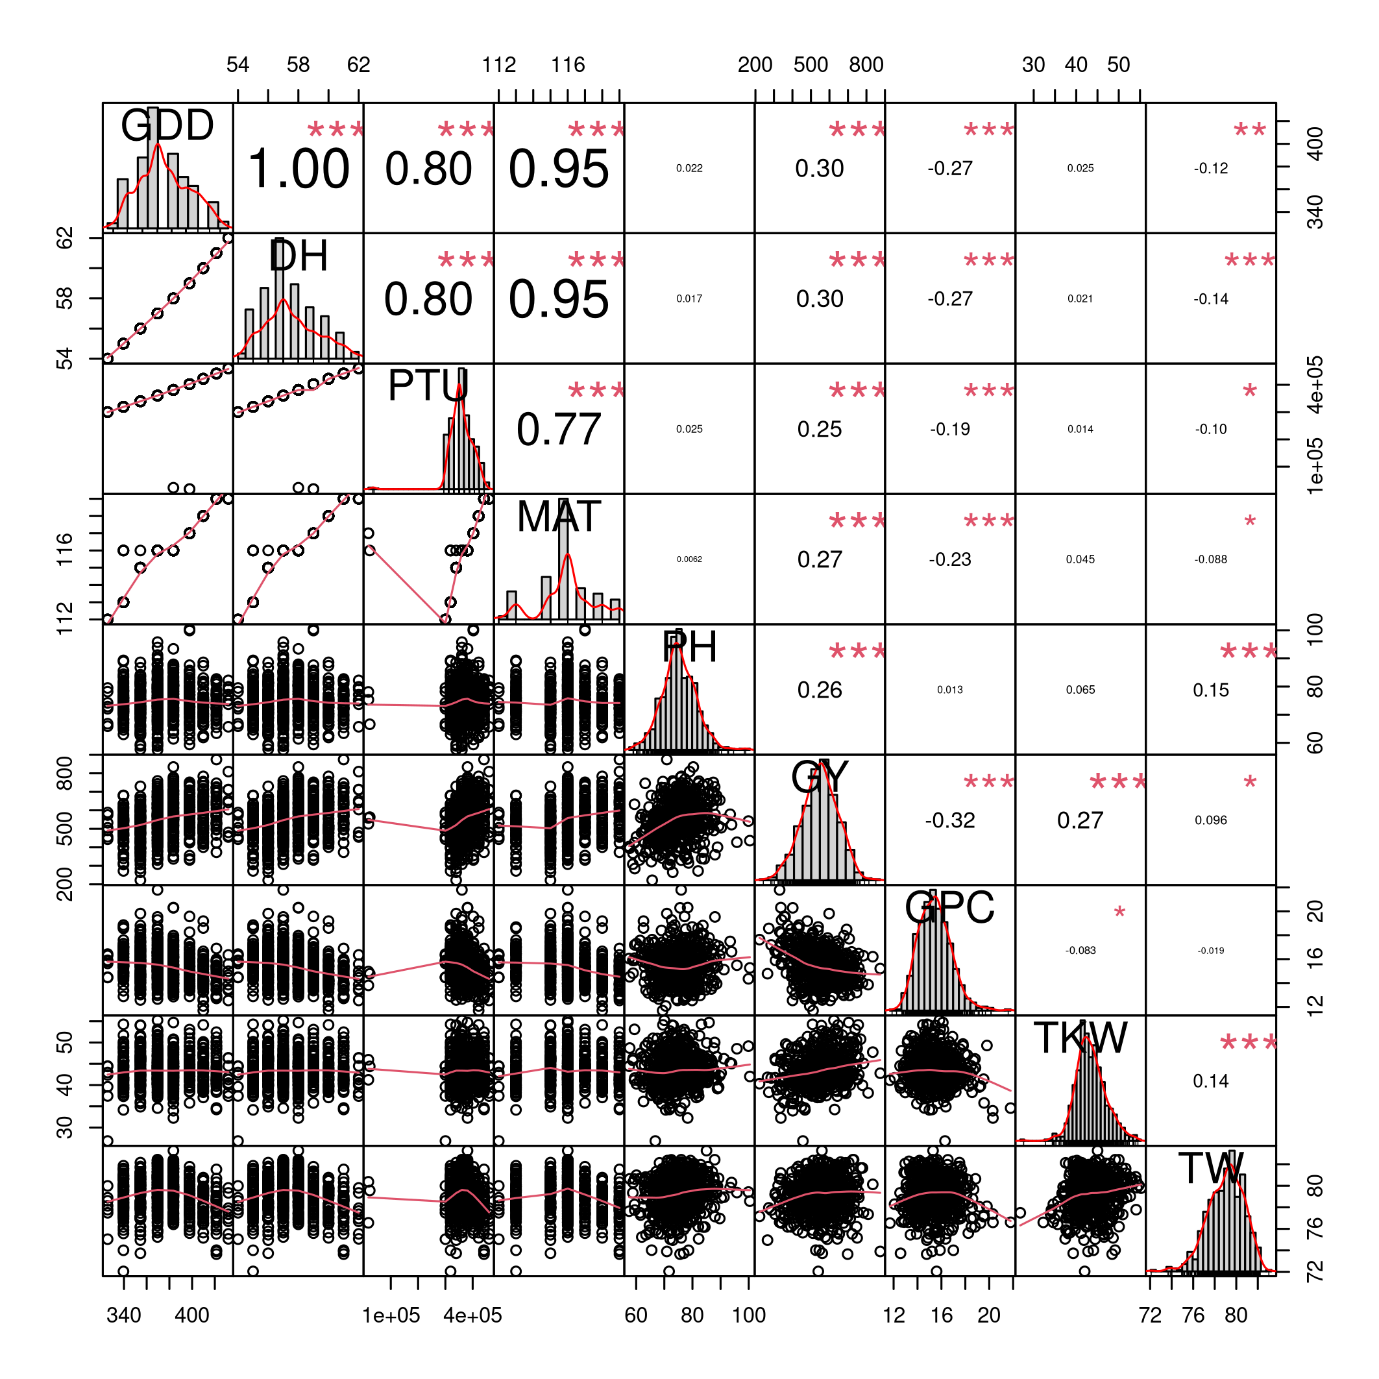 54 58 62 112 116 200 500 800 30 40 50
GDD *** *** *** *** *** **
1.00 0.80 0.95 0.022 0.30 -0.27 0.025 -0.12
340 400
DH *** *** *** *** ***
0.80 0.95 0.017 0.30 -0.27 0.021 -0.14
54 58 62
PTU *** *** *** *
0.77 0.025 0.25 -0.19 0.014 -0.10
1e+05 4e+05
MAT *** *** *
0.0062 0.27 -0.23 0.045 -0.088
112 116
PH *** ***
0.26 0.013 0.065 0.15
60 80 100
GY *** *** *
-0.32 0.27 0.096
200 500 800
GPC *
-0.083 -0.019
12 16 20
TKW ***
0.14
30 40 50
TW
72 76 80
340 400 1e+05 4e+05 60 80 100 12 16 20 72 76 80